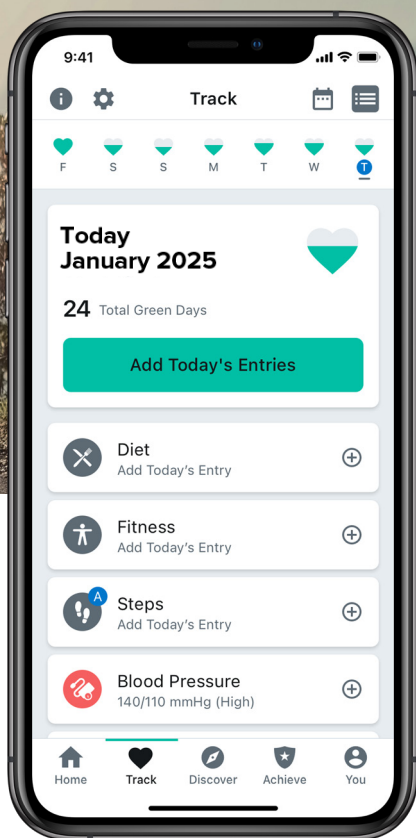 9:41
Track
F S S M T W T
Today
January 2025
24 Total Green Days
Add Today's Entries
Diet
Add Today's Entry
Fitness
Add Today's Entry
A
Steps
Add Today's Entry
Blood Pressure
140/110 mmHg (High)
Home Track Discover Achieve You